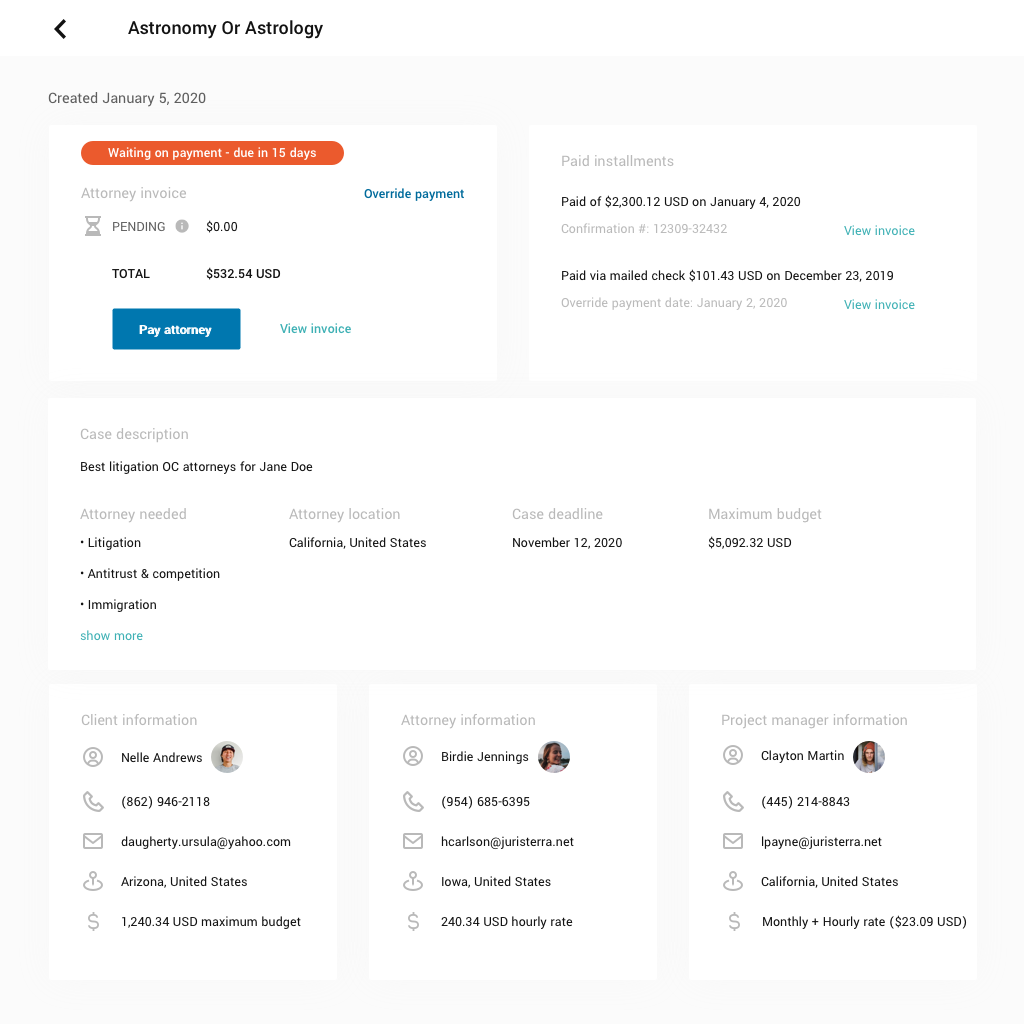 Astronomy Or Astrology
Created January 5, 2020
Waiting on payment - due in 15 days
Attorney invoice
Override payment
PENDING
$0.00
TOTAL
$532.54 USD
Pay attorney
View invoice
Paid installments
Paid of $2,300.12 USD on January 4, 2020
Confirmation #: 12309-32432
View invoice
Paid via mailed check $101.43 USD on December 23, 2019
Override payment date: January 2, 2020
View invoice
Case description
Best litigation OC attorneys for Jane Doe
Attorney needed
• Litigation
• Antitrust & competition
• Immigration
show more
Attorney location
California, United States
Case deadline
November 12, 2020
Maximum budget
$5,092.32 USD
Client information
Nelle Andrews
(862) 946-2118
daugherty.ursula@yahoo.com
Arizona, United States
1,240.34 USD maximum budget
Attorney information
Birdie Jennings
(954) 685-6395
hcarlson@juristerra.net
Iowa, United States
240.34 USD hourly rate
Project manager information
Clayton Martin
(445) 214-8843
lpayne@juristerra.net
California, United States
Monthly + Hourly rate ($23.09 USD)